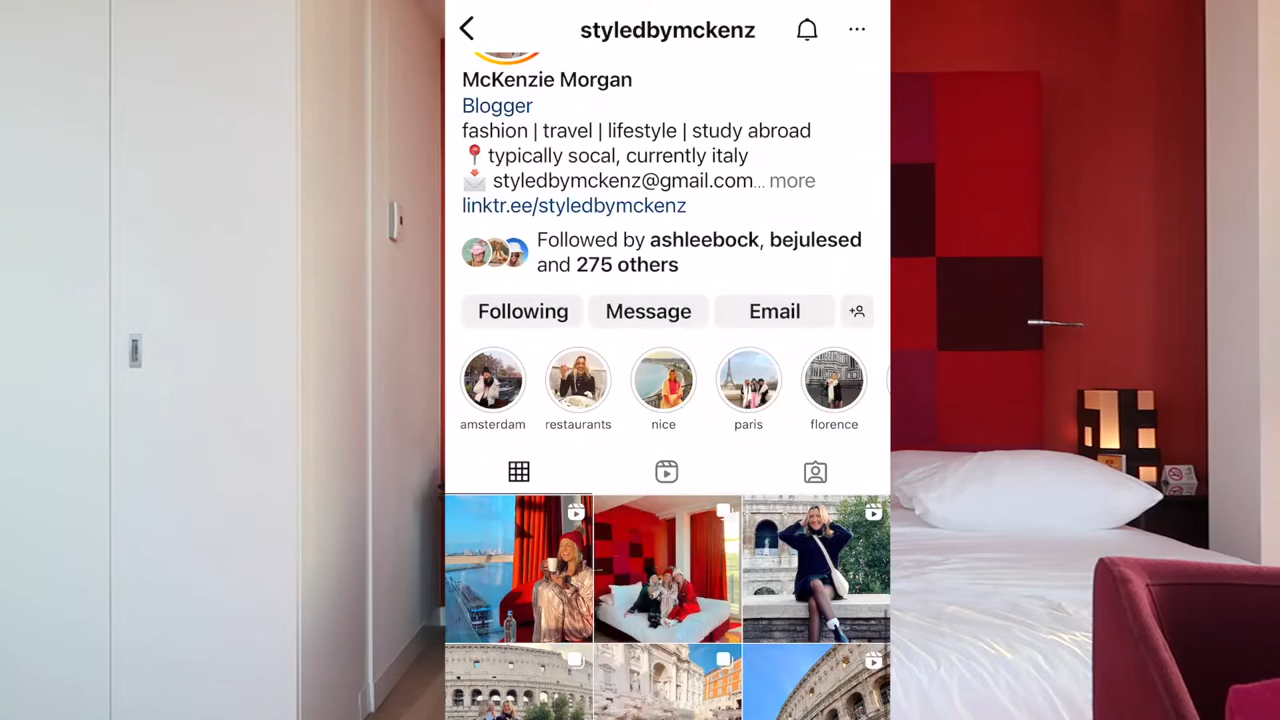 styledbymckenz
McKenzie Morgan
Blogger
fashion | travel | lifestyle | study abroad
📍 typically socal, currently italy
📩 styledbymckenz@gmail.com... more
linktr.ee/styledbymckenz
Followed by ashleebock, bejulesed
and 275 others
Following Message Email
amsterdam restaurants nice paris florence